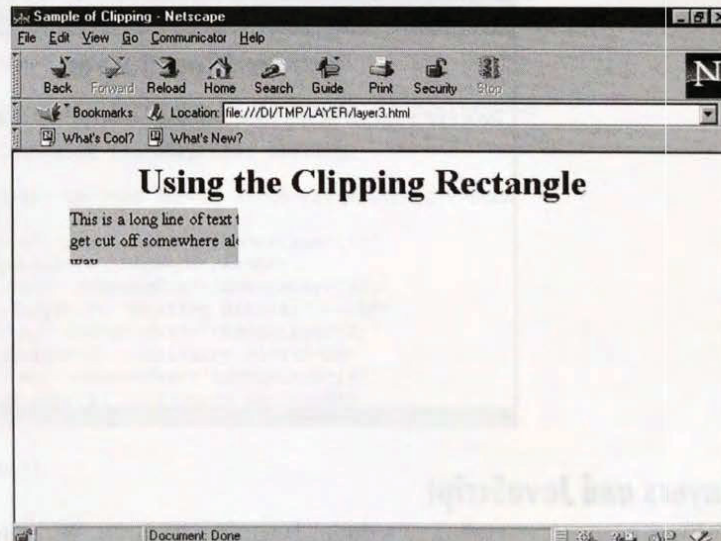 Sample of Clipping - Netscape
File Edit View Go Communicator Help
Back Forward Reload Home Search Guide Print Security Stop
N
Bookmarks Location: file:///D|/TMP/LAYER/layer3.html
What's Cool? What's New?
Using the Clipping Rectangle
This is a long line of text t
get cut off somewhere alo
way
Document: Done